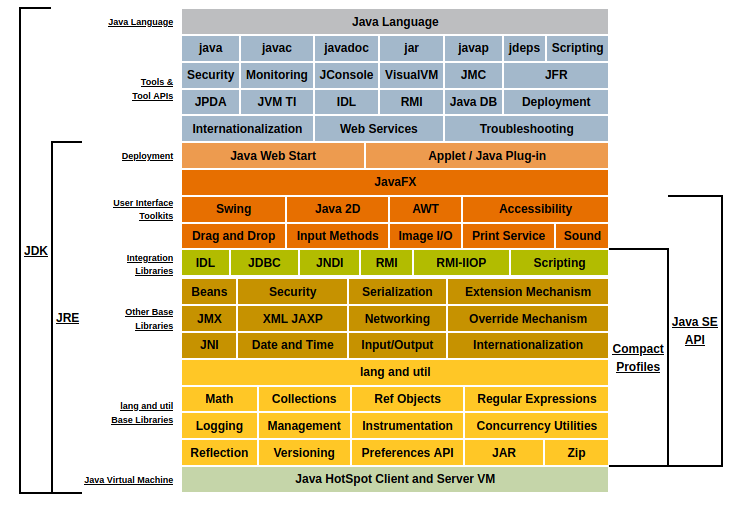 Java Language Java Language
java javac javadoc jar javap jdeps Scripting
Tools &
Tool APIs
Security Monitoring JConsole VisualVM JMC JFR
JPDA JVM TI IDL RMI Java DB Deployment
Internationalization Web Services Troubleshooting
Deployment Java Web Start Applet / Java Plug-in
JavaFX
User Interface
Toolkits
Swing Java 2D AWT Accessibility
Drag and Drop Input Methods Image I/O Print Service Sound
Integration
Libraries
IDL JDBC JNDI RMI RMI-IIOP Scripting
JDK
Other Base
Libraries
Beans Security Serialization Extension Mechanism
JMX XML JAXP Networking Override Mechanism
JNI Date and Time Input/Output Internationalization
JRE
Java SE
API
Compact
Profiles
lang and util
lang and util
Base Libraries
Math Collections Ref Objects Regular Expressions
Logging Management Instrumentation Concurrency Utilities
Reflection Versioning Preferences API JAR Zip
Java Virtual Machine Java HotSpot Client and Server VM